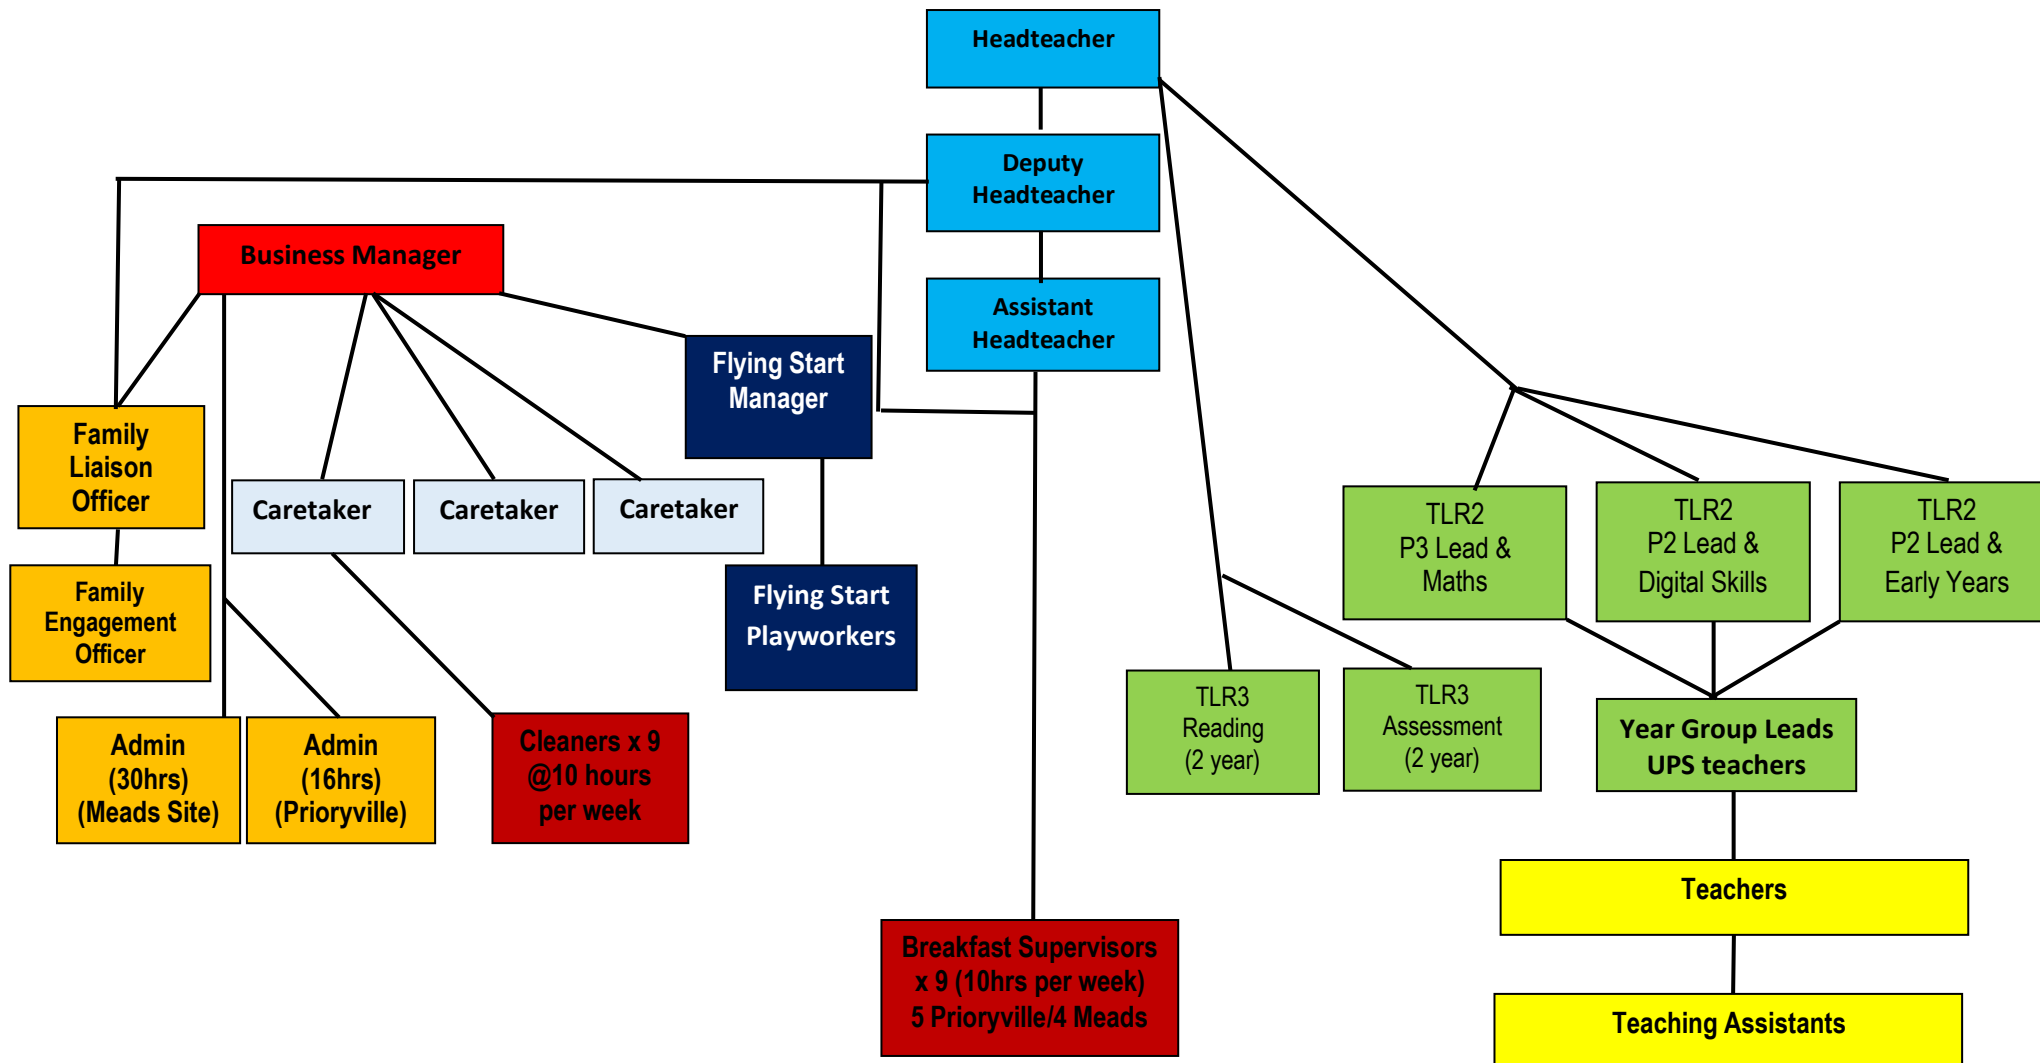 Headteacher
Deputy
Headteacher
Business Manager
Assistant
Headteacher
Flying Start
Manager
Family
Liaison
Officer
Caretaker
Caretaker
Caretaker
TLR2
P3 Lead &
Maths
TLR2
P2 Lead &
Digital Skills
TLR2
P2 Lead &
Early Years
Family
Engagement
Officer
Flying Start
Playworkers
TLR3
Reading
(2 year)
TLR3
Assessment
(2 year)
Year Group Leads
UPS teachers
Admin
(30hrs)
(Meads Site)
Admin
(16hrs)
(Prioryville)
Cleaners x 9
@10 hours
per week
Teachers
Breakfast Supervisors
x 9 (10hrs per week)
5 Prioryville/4 Meads
Teaching Assistants